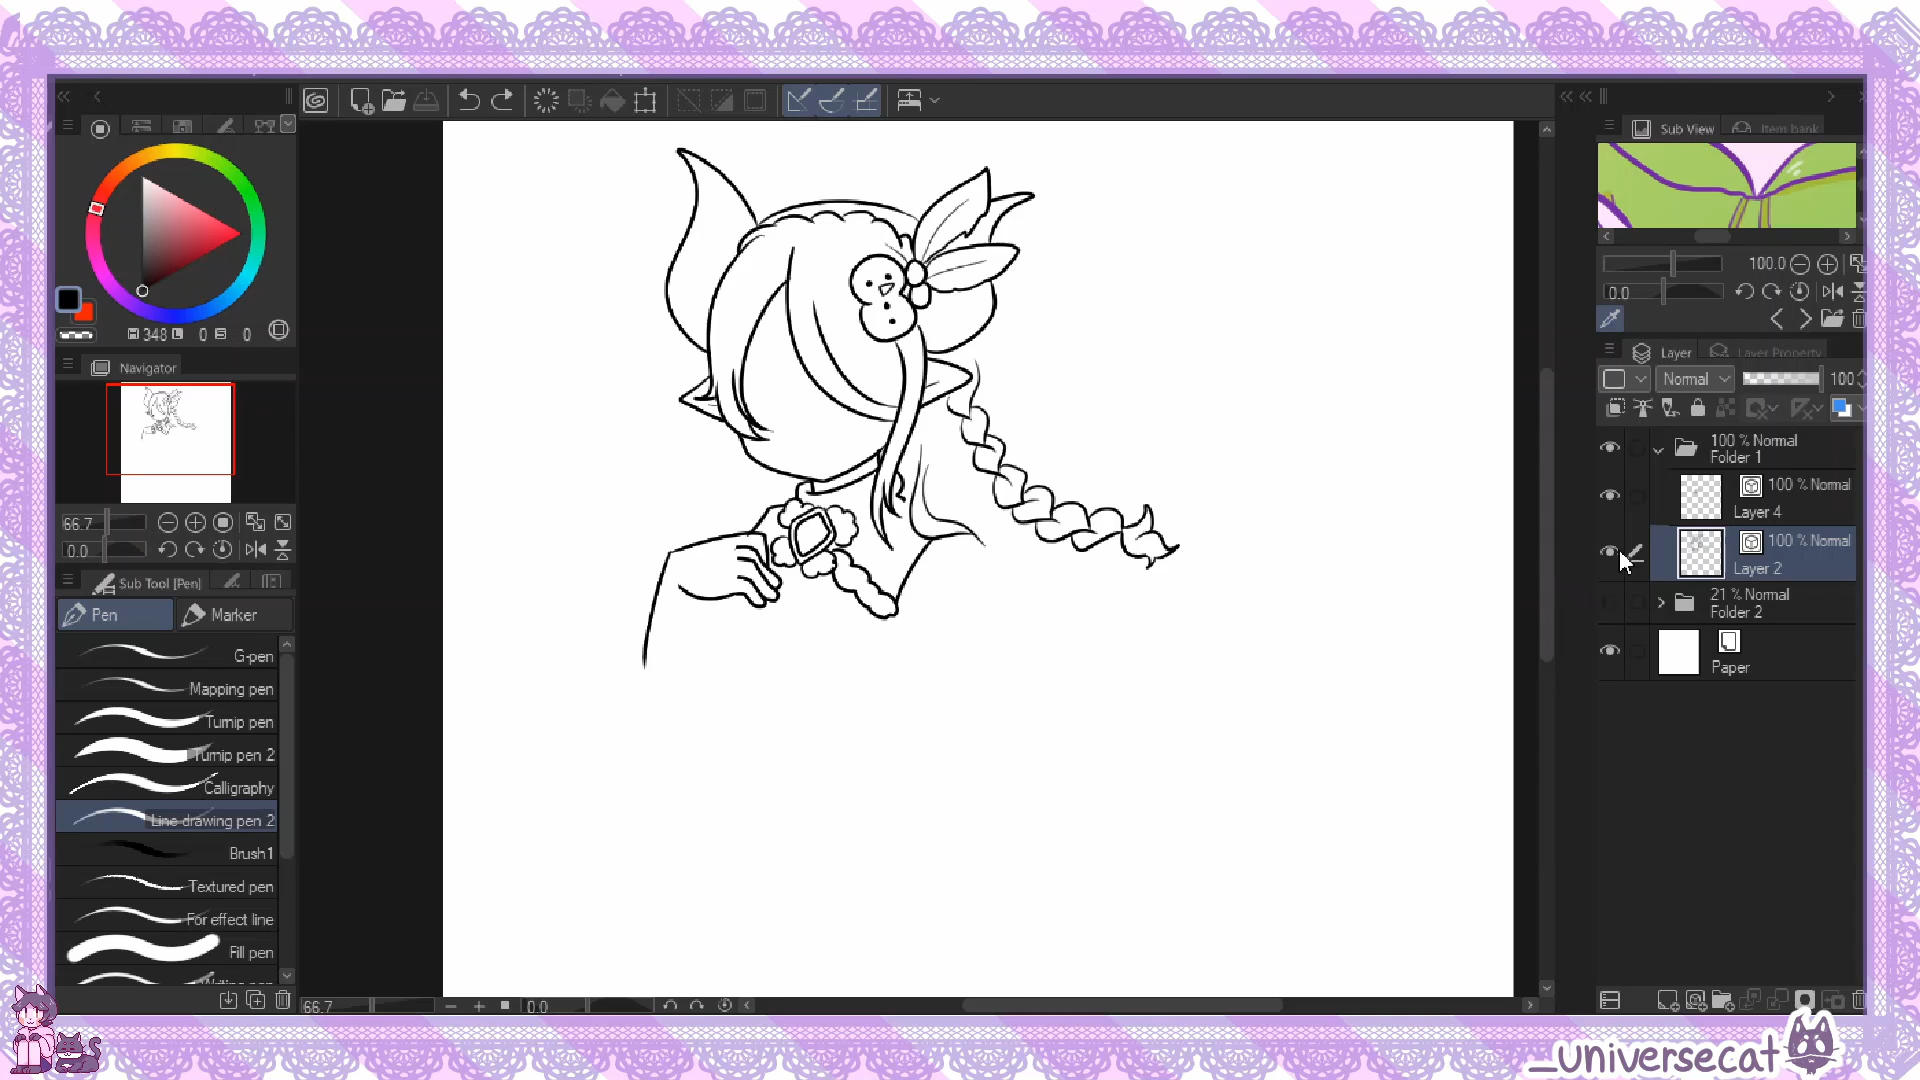 Sub View
Item bank
348 0 0
100.0
0.0
Navigator
Layer
Layer Property
Normal
100
100 % Normal
Folder 1
100 % Normal
Layer 4
100 % Normal
Layer 2
66.7
0.0
Sub Tool [Pen]
21 % Normal
Folder 2
Pen
Marker
Paper
G-pen
Mapping pen
Turnip pen
Turnip pen 2
Calligraphy
Line drawing pen 2
Brush1
Textured pen
For effect line
Fill pen
66.7
0.0
_universecat